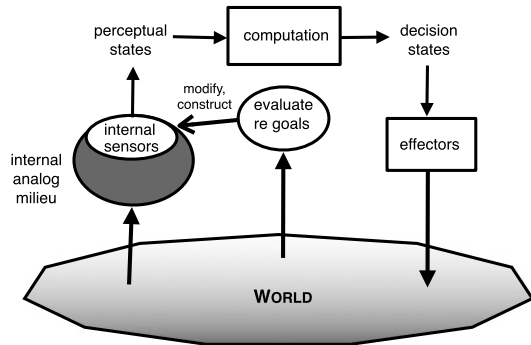 perceptual
states
computation
decision
states
modify,
construct
evaluate
re goals
internal
sensors
effectors
internal
analog
milieu
WORLD